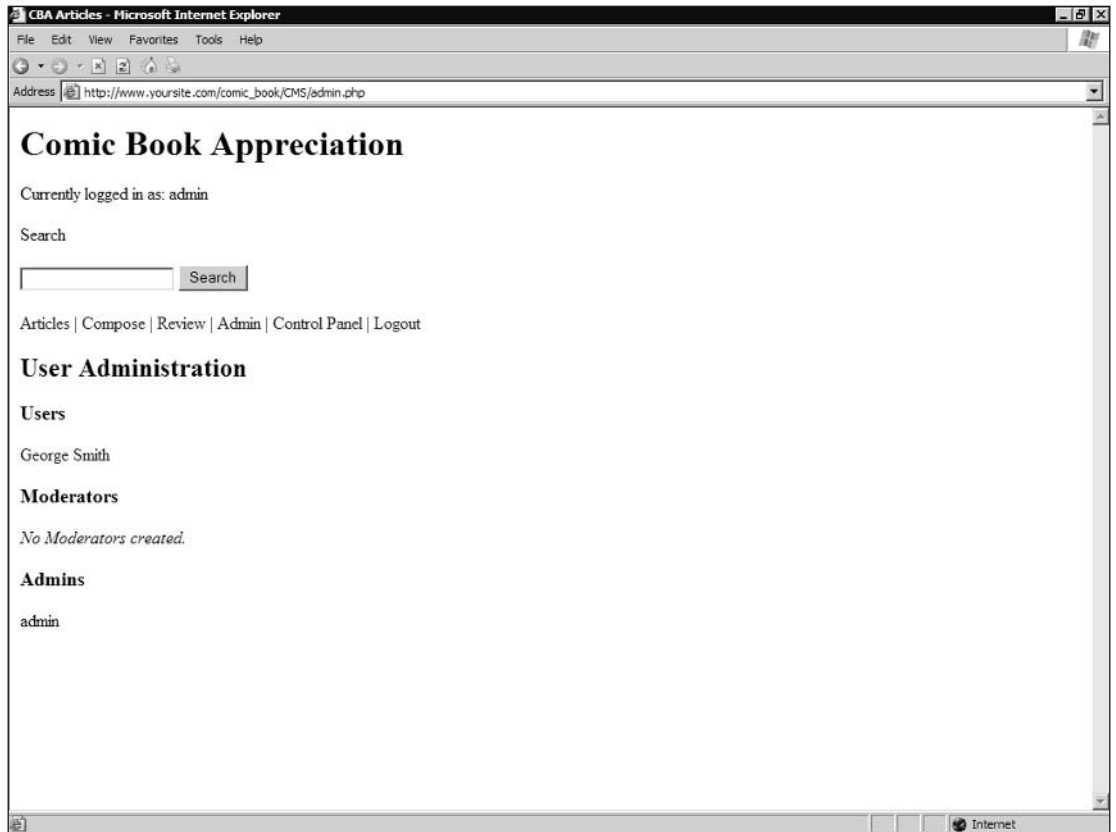 CBA Articles - Microsoft Internet Explorer
File Edit View Favorites Tools Help
Address http://www.yoursite.com/comic_book/CMS/admin.php
Comic Book Appreciation
Currently logged in as: admin
Search
Search
Articles | Compose | Review | Admin | Control Panel | Logout
User Administration
Users
George Smith
Moderators
No Moderators created.
Admins
admin
Internet